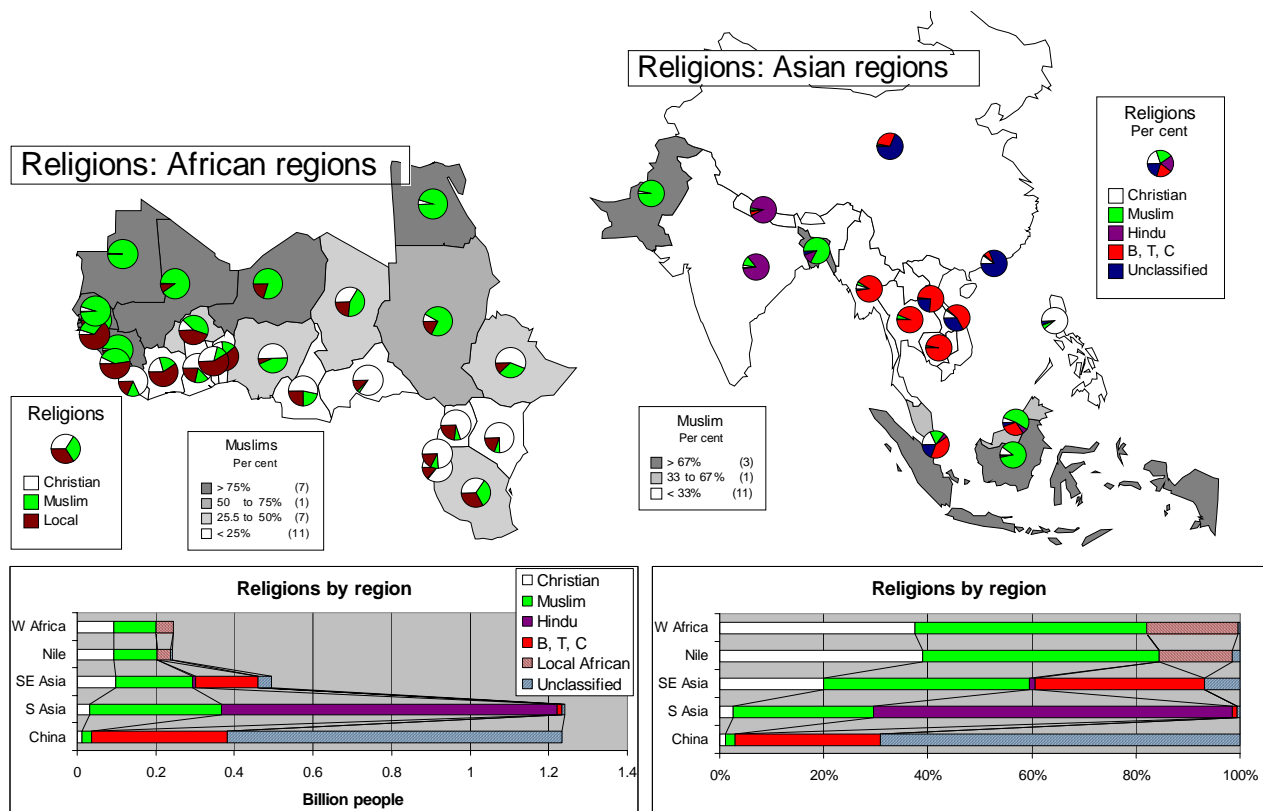 Religions: African regions
Religions
Christian
Muslim
Local
Muslims
Per cent
> 75% (7)
50 to 75% (1)
25.5 to 50% (7)
< 25% (11)
Religions: Asian regions
Religions
Per cent
Christian
Muslim
Hindu
B, T, C
Unclassified
Muslim
Per cent
> 67% (3)
33 to 67% (1)
< 33% (11)
Religions by region
Christian
Muslim
Hindu
B, T, C
Local African
Unclassified
W Africa
Nile
SE Asia
S Asia
China
0 0.2 0.4 0.6 0.8 1 1.2 1.4
Billion people
Religions by region
W Africa
Nile
SE Asia
S Asia
China
0% 20% 40% 60% 80% 100%